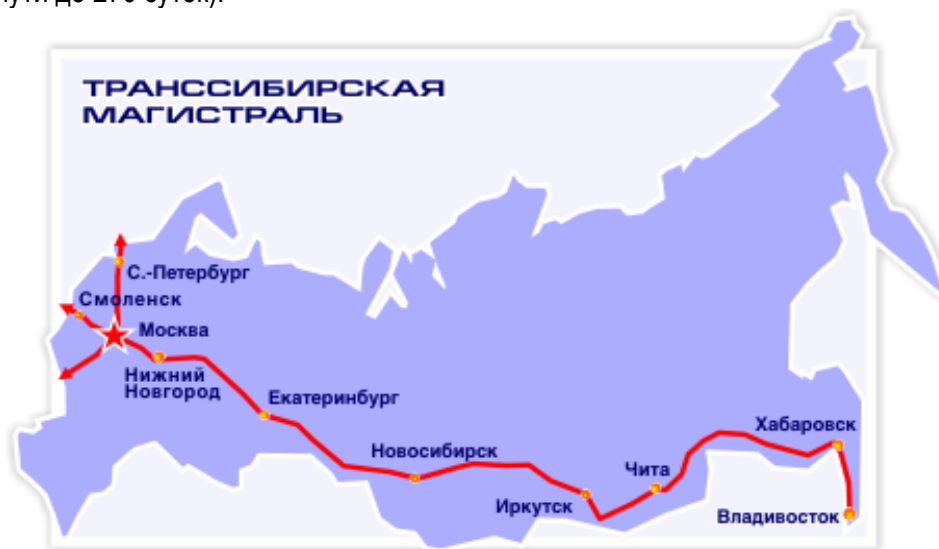 ТРАНССИБИРСКАЯ
МАГИСТРАЛЬ
С.-Петербург
Смоленск
Москва
Нижний
Новгород
Екатеринбург
Новосибирск
Иркутск
Чита
Хабаровск
Владивосток